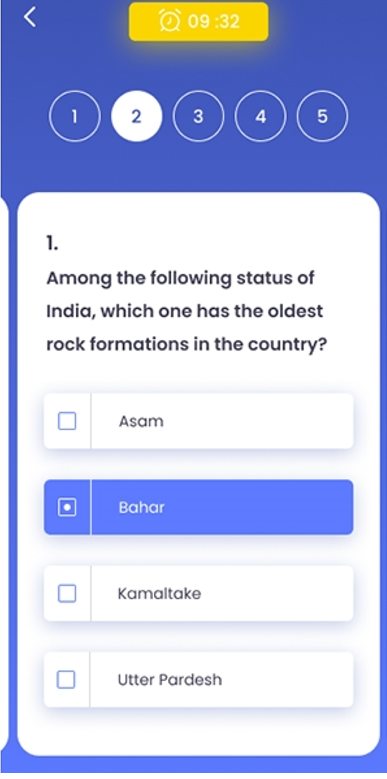 09 :32
1 2 3 4 5
1.
Among the following status of
India, which one has the oldest
rock formations in the country?
Asam
Bahar
Kamaltake
Utter Pardesh